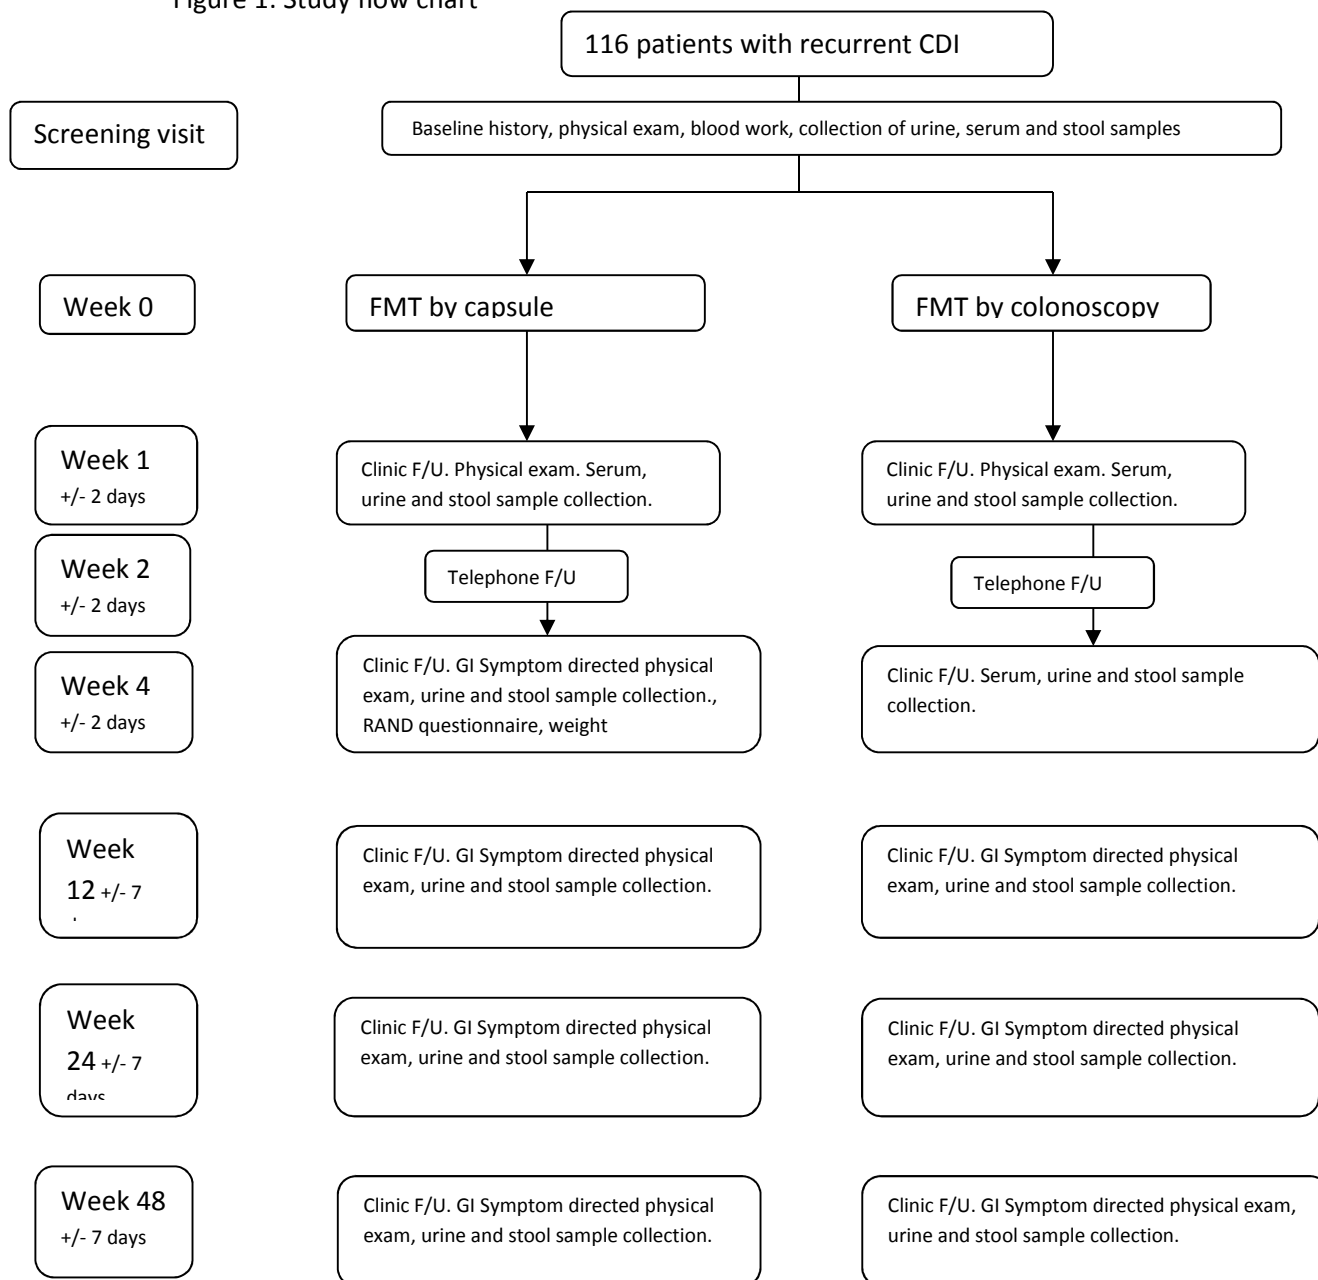 Figure 1: Study flow chart
116 patients with recurrent CDI
Screening visit
Baseline history, physical exam, blood work, collection of urine, serum and stool samples
Week 0
FMT by capsule
FMT by colonoscopy
Week 1
+/- 2 days
Clinic F/U. Physical exam. Serum,
urine and stool sample collection.
Clinic F/U. Physical exam. Serum,
urine and stool sample collection.
Week 2
+/- 2 days
Telephone F/U
Telephone F/U
Week 4
+/- 2 days
Clinic F/U. GI Symptom directed physical
exam, urine and stool sample collection.,
RAND questionnaire, weight
Clinic F/U. Serum, urine and stool sample
collection.
Week
12 +/- 7
Clinic F/U. GI Symptom directed physical
exam, urine and stool sample collection.
Clinic F/U. GI Symptom directed physical
exam, urine and stool sample collection.
Week
24 +/- 7
days
Clinic F/U. GI Symptom directed physical
exam, urine and stool sample collection.
Clinic F/U. GI Symptom directed physical
exam, urine and stool sample collection.
Week 48
+/- 7 days
Clinic F/U. GI Symptom directed physical
exam, urine and stool sample collection.
Clinic F/U. GI Symptom directed physical exam,
urine and stool sample collection.